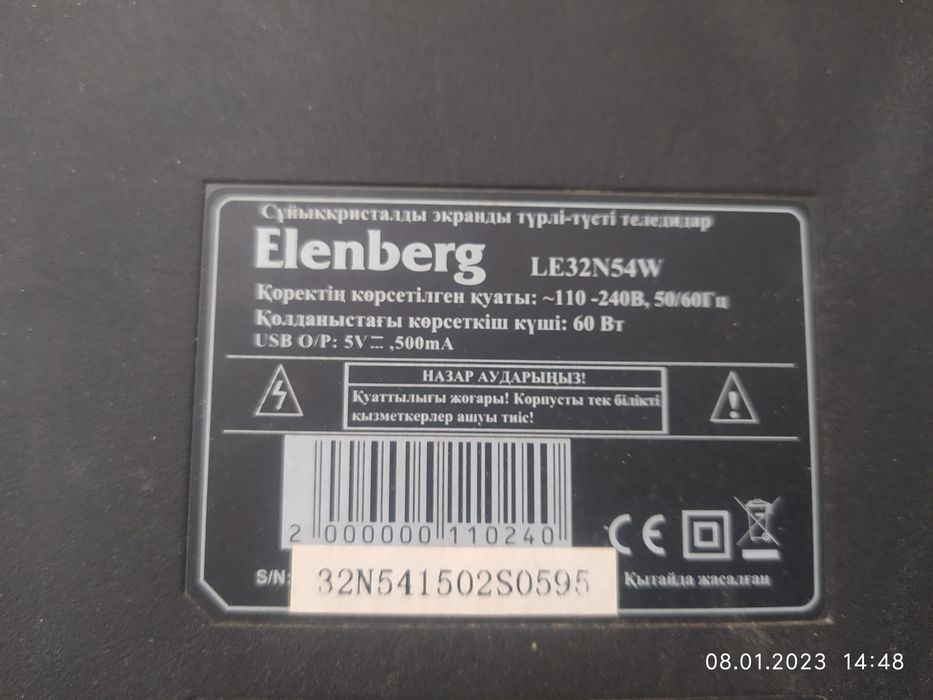 Сұйыққристалды экранды түрлі-түсті теледидар
Elenberg LE32N54W
Қоректің көрсетілген қуаты: ~110 -240В, 50/60Гц
Қолданыстағы көрсеткіш күші: 60 Вт
USB O/P: 5V⎓ ,500mA
НАЗАР АУДАРЫҢЫЗ!
Қуаттылығы жоғары! Корпусты тек білікті
қызметкерлер ашуы тиіс!
2 000000 110240
CE
S/N: 32N541502S0595
Қытайда жасалған
08.01.2023 14:48